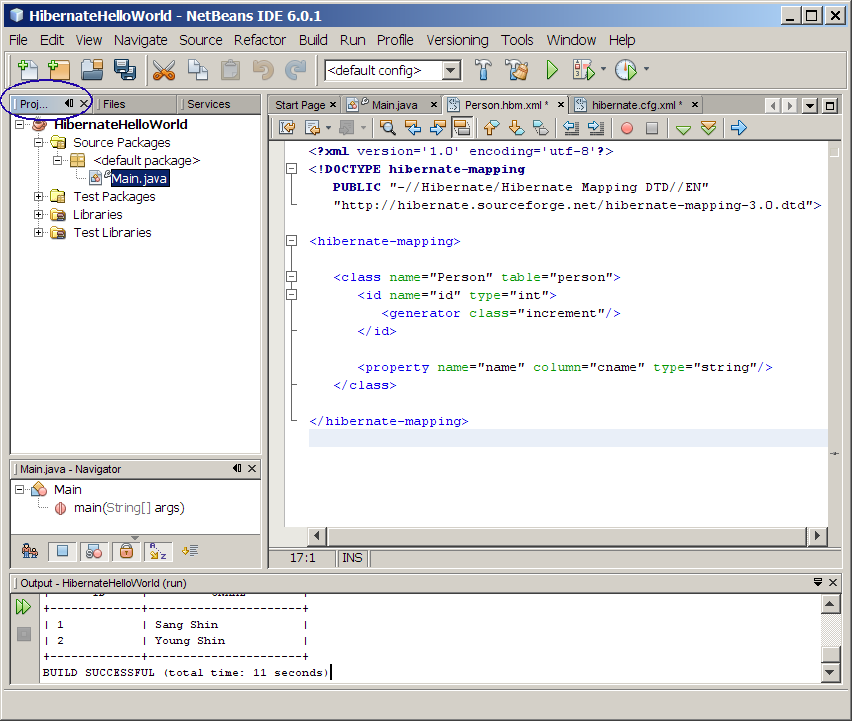 HibernateHelloWorld - NetBeans IDE 6.0.1
File Edit View Navigate Source Refactor Build Run Profile Versioning Tools Window Help
<default config>
Proj... Files Services
HibernateHelloWorld
Source Packages
<default package>
Main.java
Test Packages
Libraries
Test Libraries
Start Page Main.java Person.hbm.xml * hibernate.cfg.xml *
<?xml version='1.0' encoding='utf-8'?>
<!DOCTYPE hibernate-mapping
PUBLIC "-//Hibernate/Hibernate Mapping DTD//EN"
"http://hibernate.sourceforge.net/hibernate-mapping-3.0.dtd">
<hibernate-mapping>
<class name="Person" table="person">
<id name="id" type="int">
<generator class="increment"/>
</id>
<property name="name" column="cname" type="string"/>
</class>
</hibernate-mapping>
17:1 INS
Main.java - Navigator
Main
main(String[] args)
Output - HibernateHelloWorld (run)
+-------------+----------------------+
| 1 | Sang Shin |
| 2 | Young Shin |
+-------------+----------------------+
BUILD SUCCESSFUL (total time: 11 seconds)